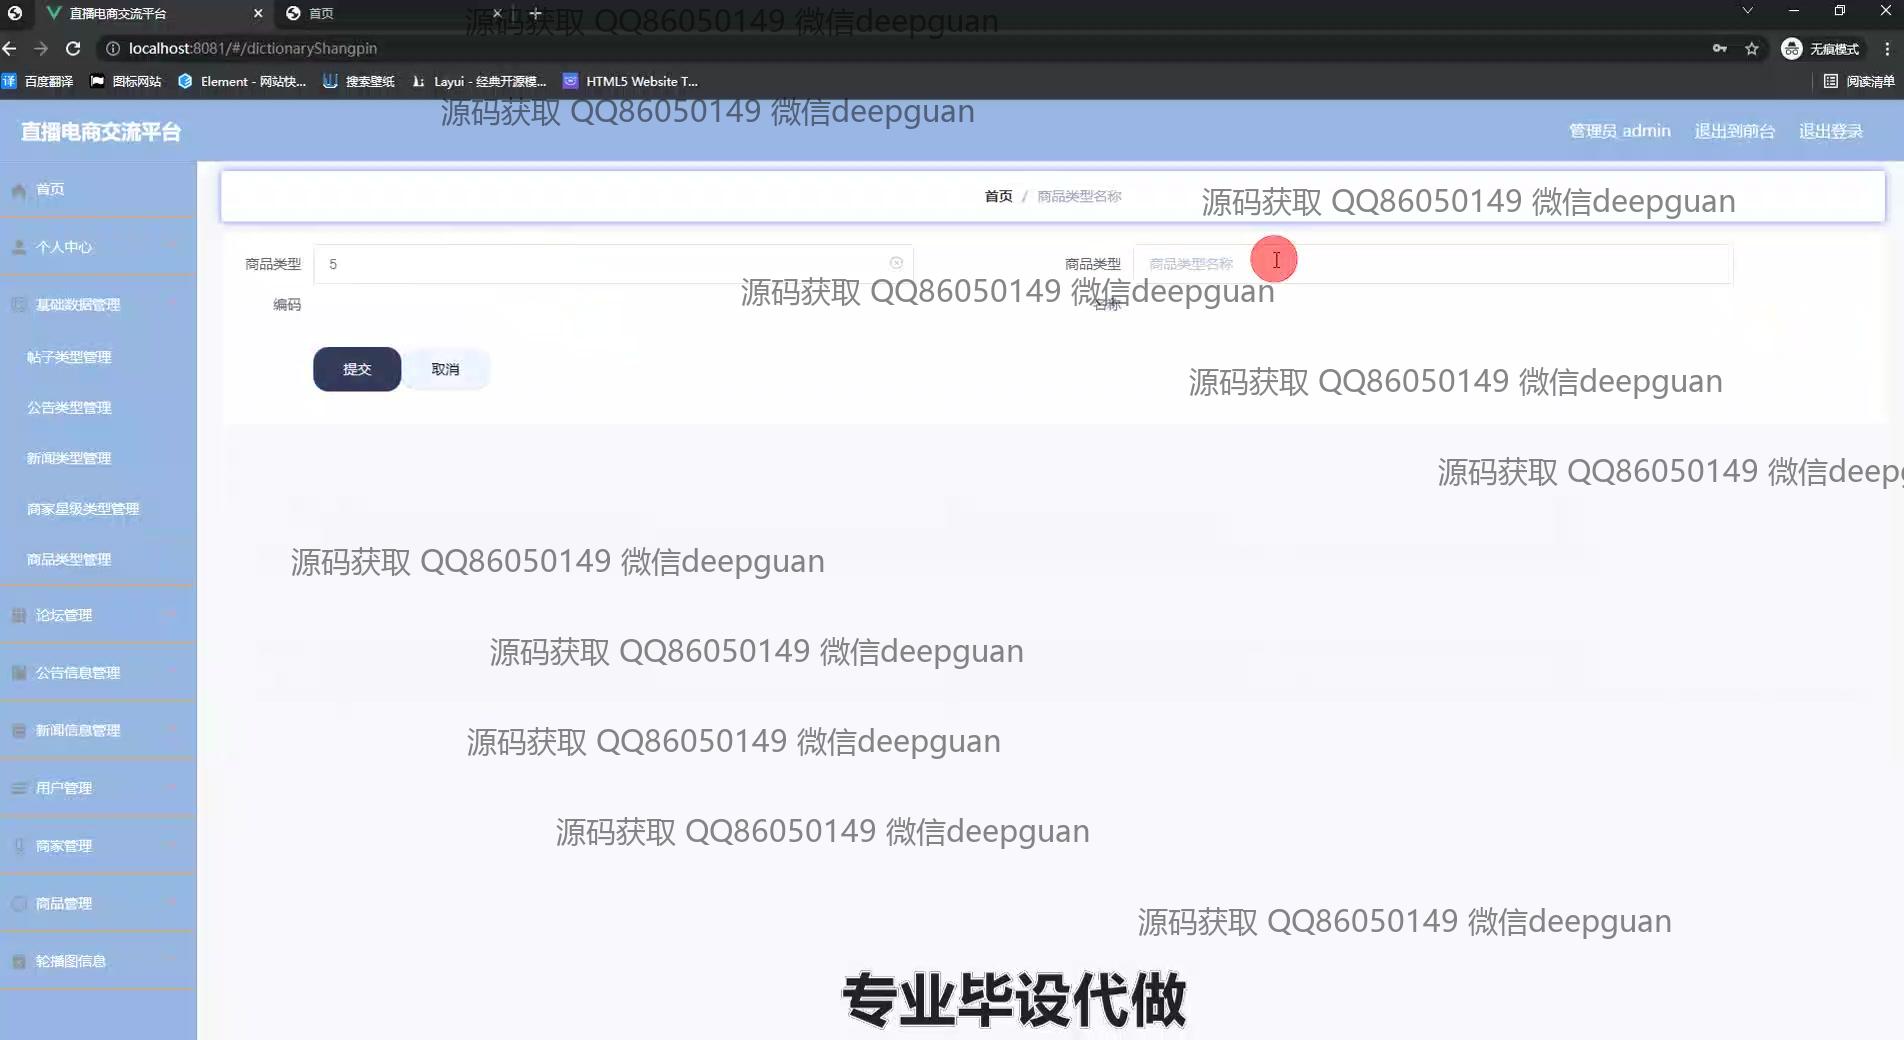 直播电商交流平台
首页
localhost:8081/#/dictionaryShangpin
无痕模式
百度翻译
图标网站
Element - 网站快...
搜索壁纸
Layui - 经典开源模...
HTML5 Website T...
阅读清单
源码获取 QQ86050149 微信deepguan
源码获取 QQ86050149 微信deepguan
直播电商交流平台
管理员 admin
退出到前台
退出登录
首页
个人中心
基础数据管理
帖子类型管理
公告类型管理
新闻类型管理
商家星级类型管理
商品类型管理
论坛管理
公告信息管理
新闻信息管理
用户管理
商家管理
商品管理
轮播图信息
首页 / 商品类型名称
源码获取 QQ86050149 微信deepguan
商品类型
编码
5
商品类型
名称
商品类型名称
源码获取 QQ86050149 微信deepguan
提交
取消
源码获取 QQ86050149 微信deepguan
源码获取 QQ86050149 微信deep
源码获取 QQ86050149 微信deepguan
源码获取 QQ86050149 微信deepguan
源码获取 QQ86050149 微信deepguan
源码获取 QQ86050149 微信deepguan
源码获取 QQ86050149 微信deepguan
专业毕设代做